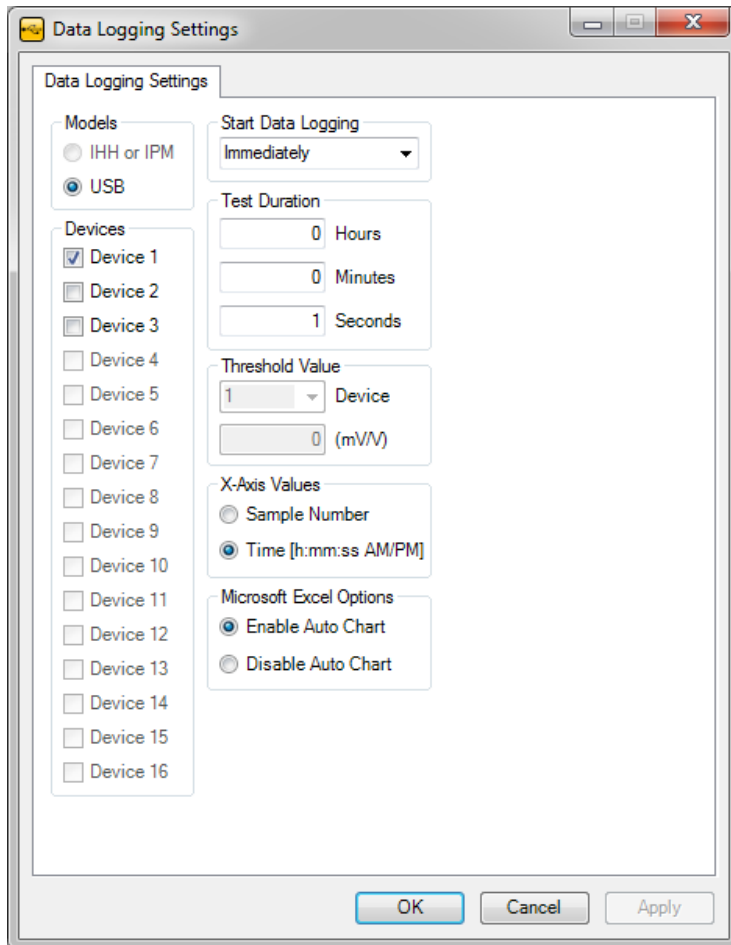 Data Logging Settings
Data Logging Settings
Models
IHH or IPM
USB
Devices
Device 1
Device 2
Device 3
Device 4
Device 5
Device 6
Device 7
Device 8
Device 9
Device 10
Device 11
Device 12
Device 13
Device 14
Device 15
Device 16
Start Data Logging
Immediately
Test Duration
0 Hours
0 Minutes
1 Seconds
Threshold Value
1 Device
0 (mV/V)
X-Axis Values
Sample Number
Time [h:mm:ss AM/PM]
Microsoft Excel Options
Enable Auto Chart
Disable Auto Chart
OK Cancel Apply